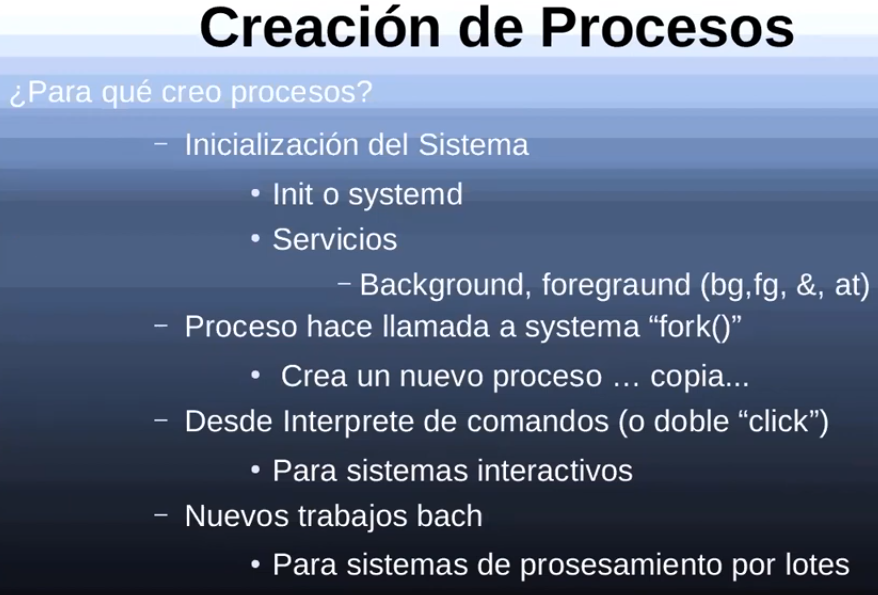 Creación de Procesos
¿Para qué creo procesos?
– Inicialización del Sistema
• Init o systemd
• Servicios
– Background, foregraund (bg,fg, &, at)
– Proceso hace llamada a systema “fork()”
• Crea un nuevo proceso … copia...
– Desde Interprete de comandos (o doble “click”)
• Para sistemas interactivos
– Nuevos trabajos bach
• Para sistemas de prosesamiento por lotes